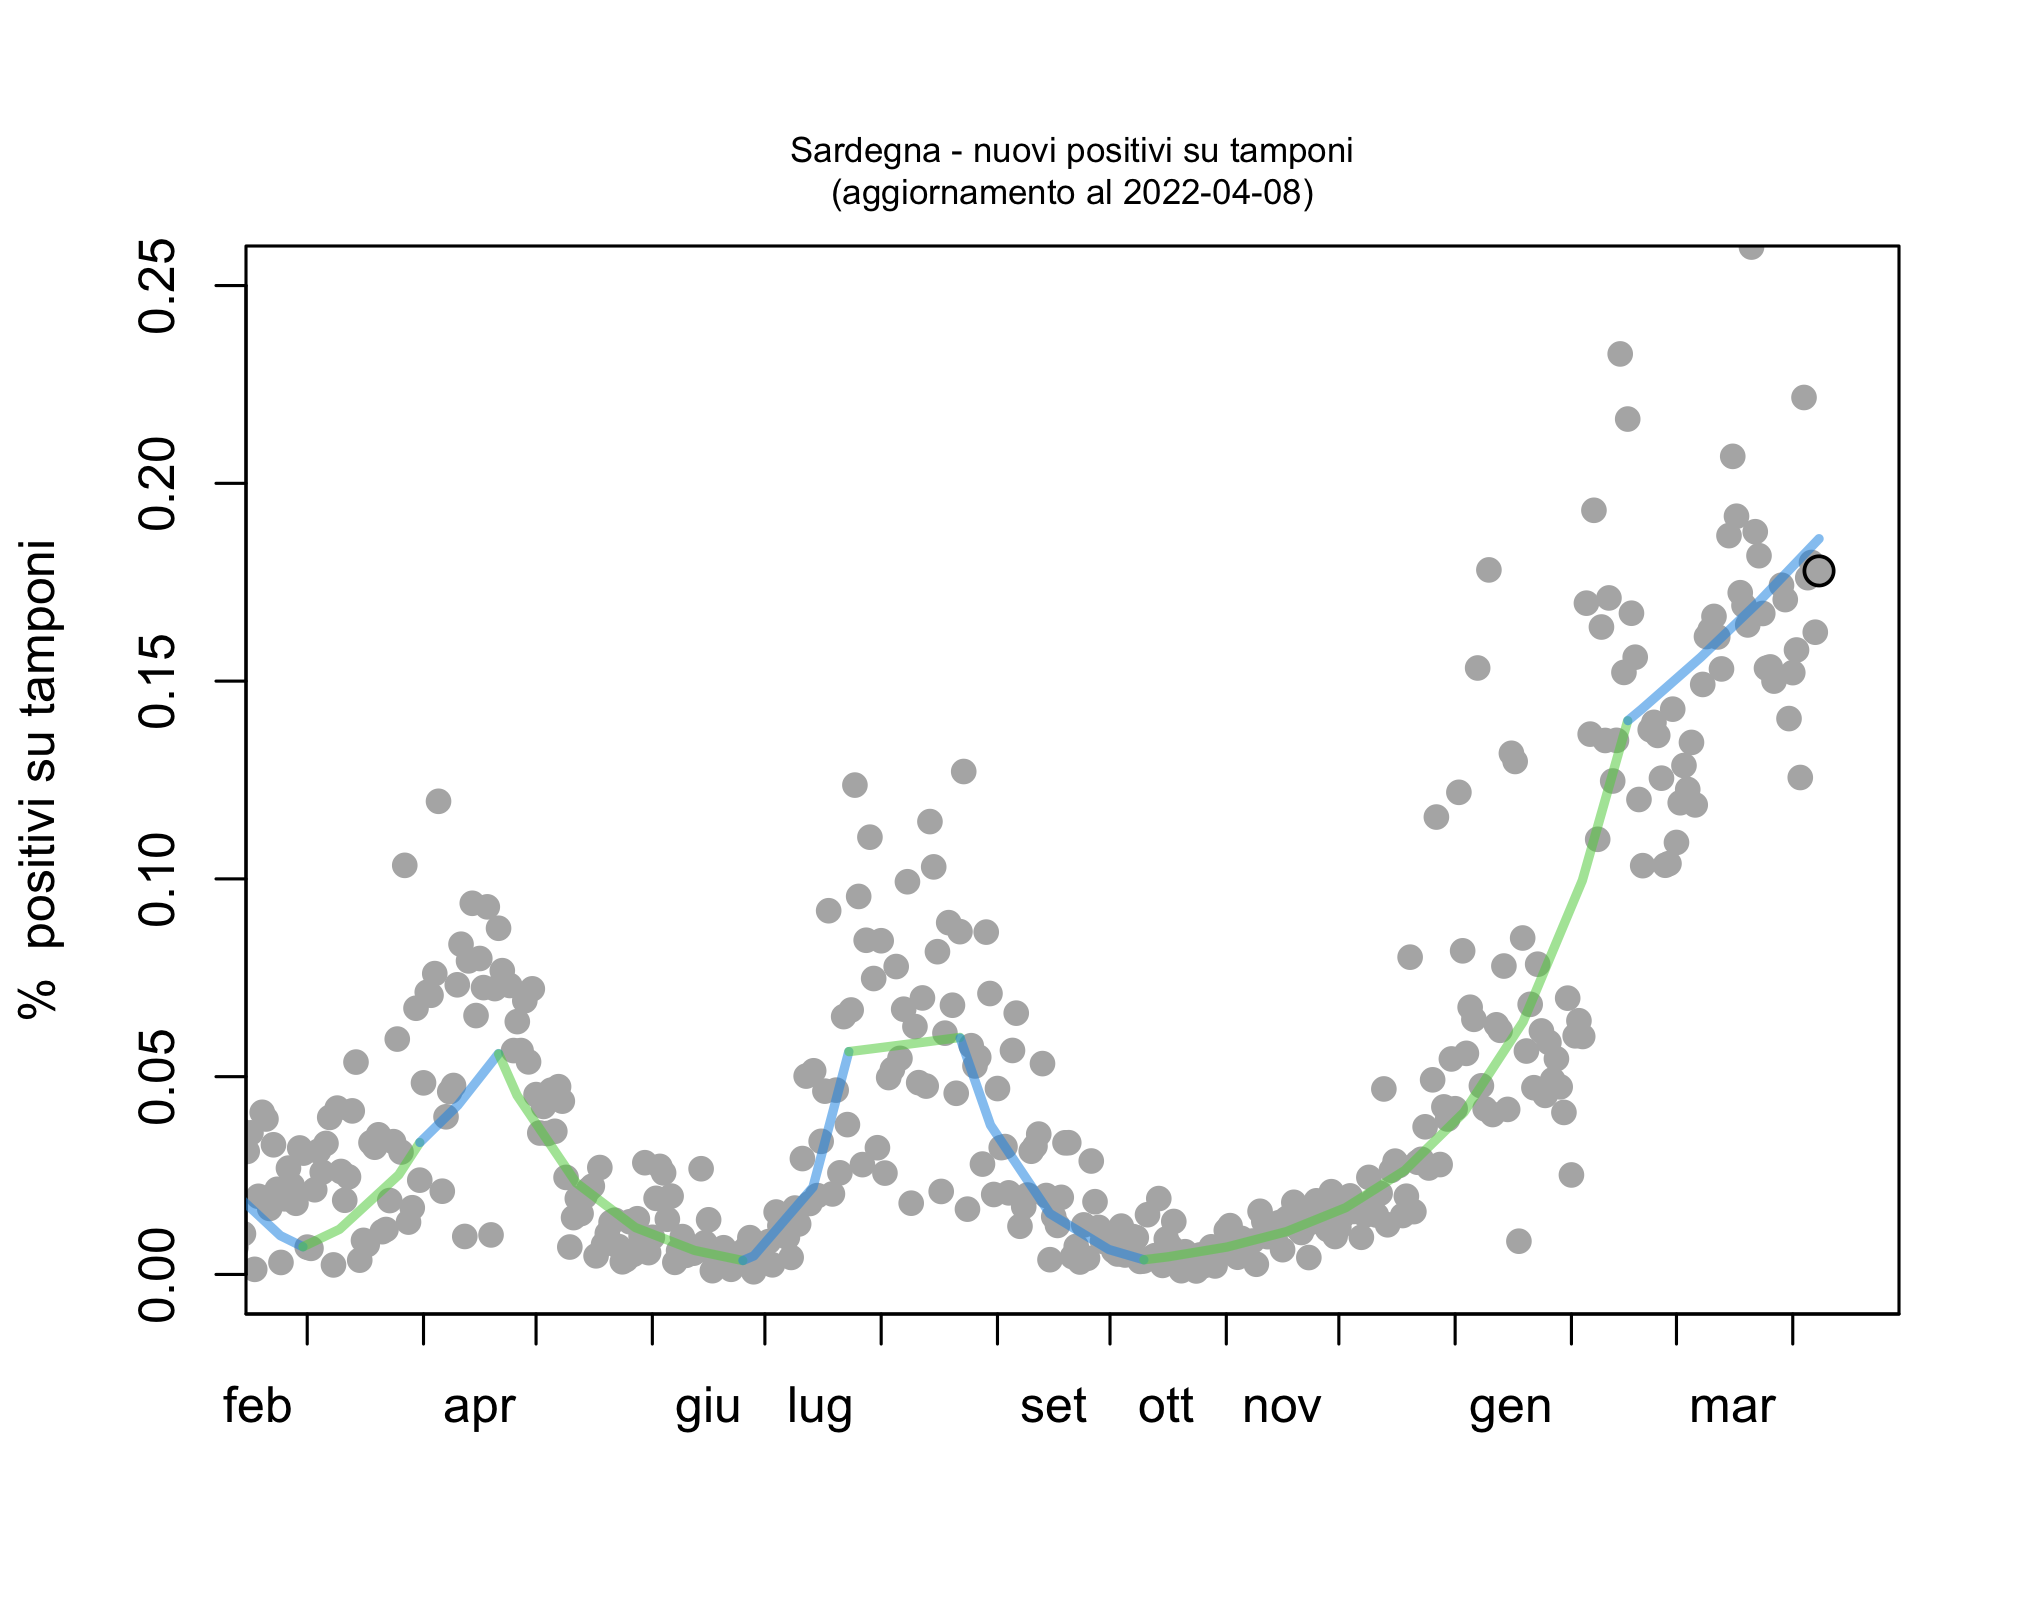 Sardegna - nuovi positivi su tamponi
(aggiornamento al 2022-04-08)
% positivi su tamponi
0.25
0.20
0.15
0.10
0.05
0.00
feb apr giu lug set ott nov gen mar